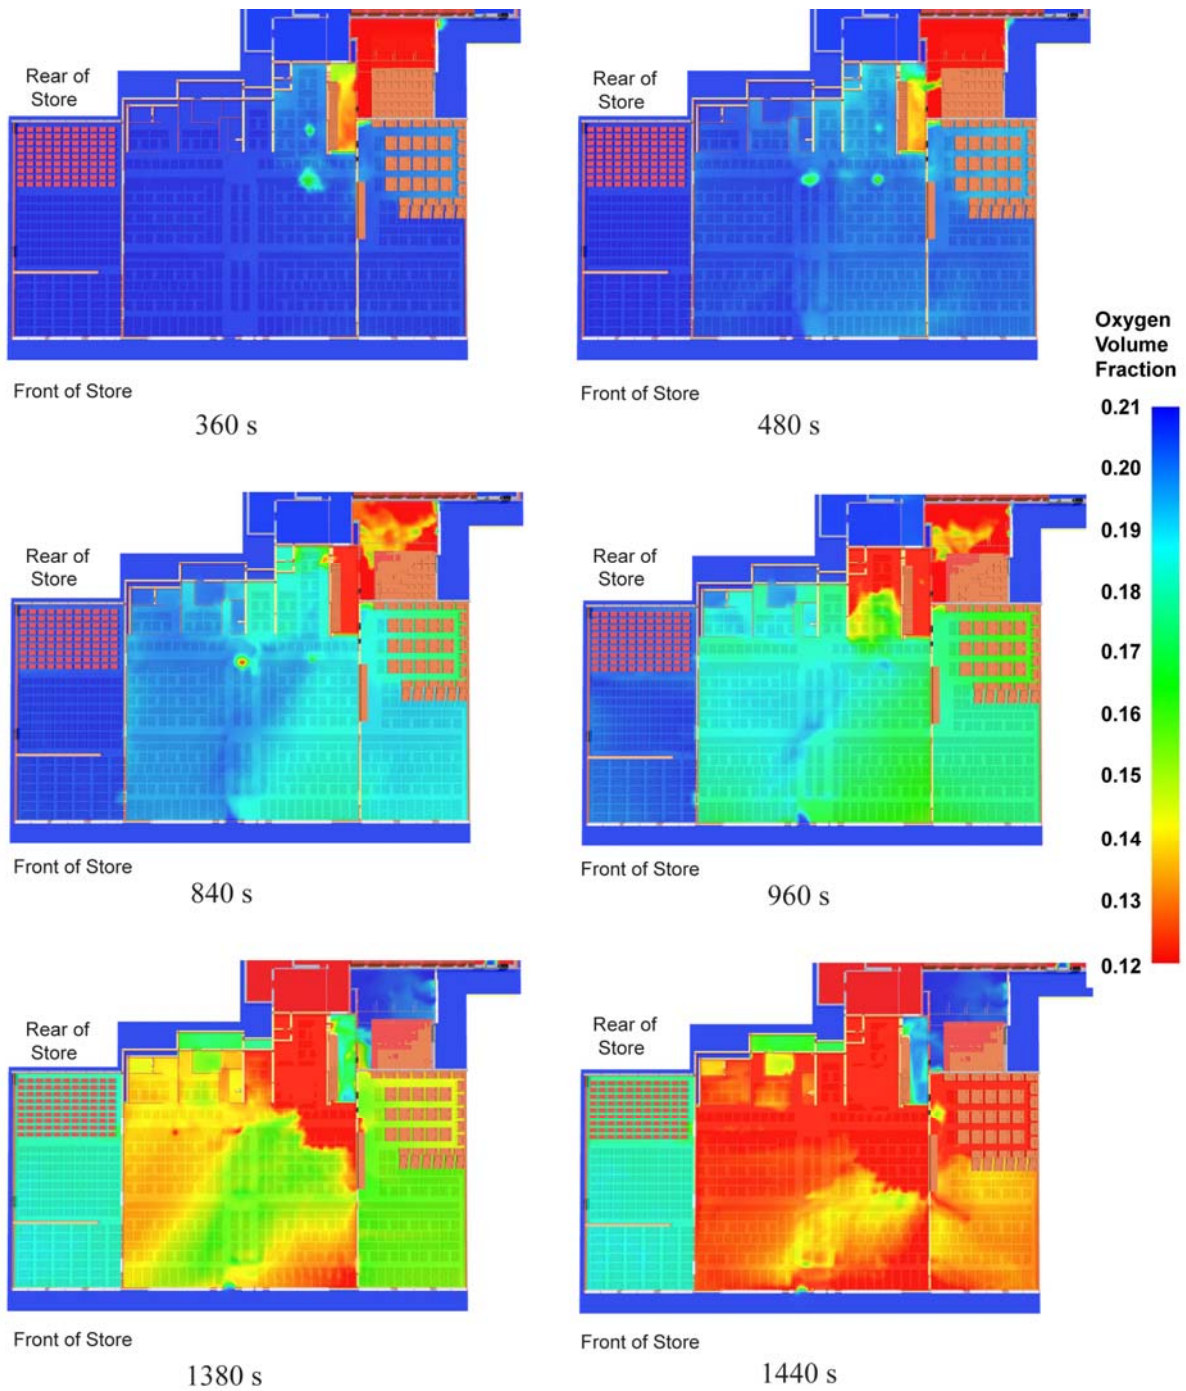 Rear of
Store
Rear of
Store
Front of Store
360 s
Front of Store
480 s
Oxygen
Volume
Fraction
0.21
0.20
0.19
0.18
0.17
0.16
0.15
0.14
0.13
0.12
Rear of
Store
Rear of
Store
Front of Store
840 s
Front of Store
960 s
Rear of
Store
Rear of
Store
Front of Store
1380 s
Front of Store
1440 s